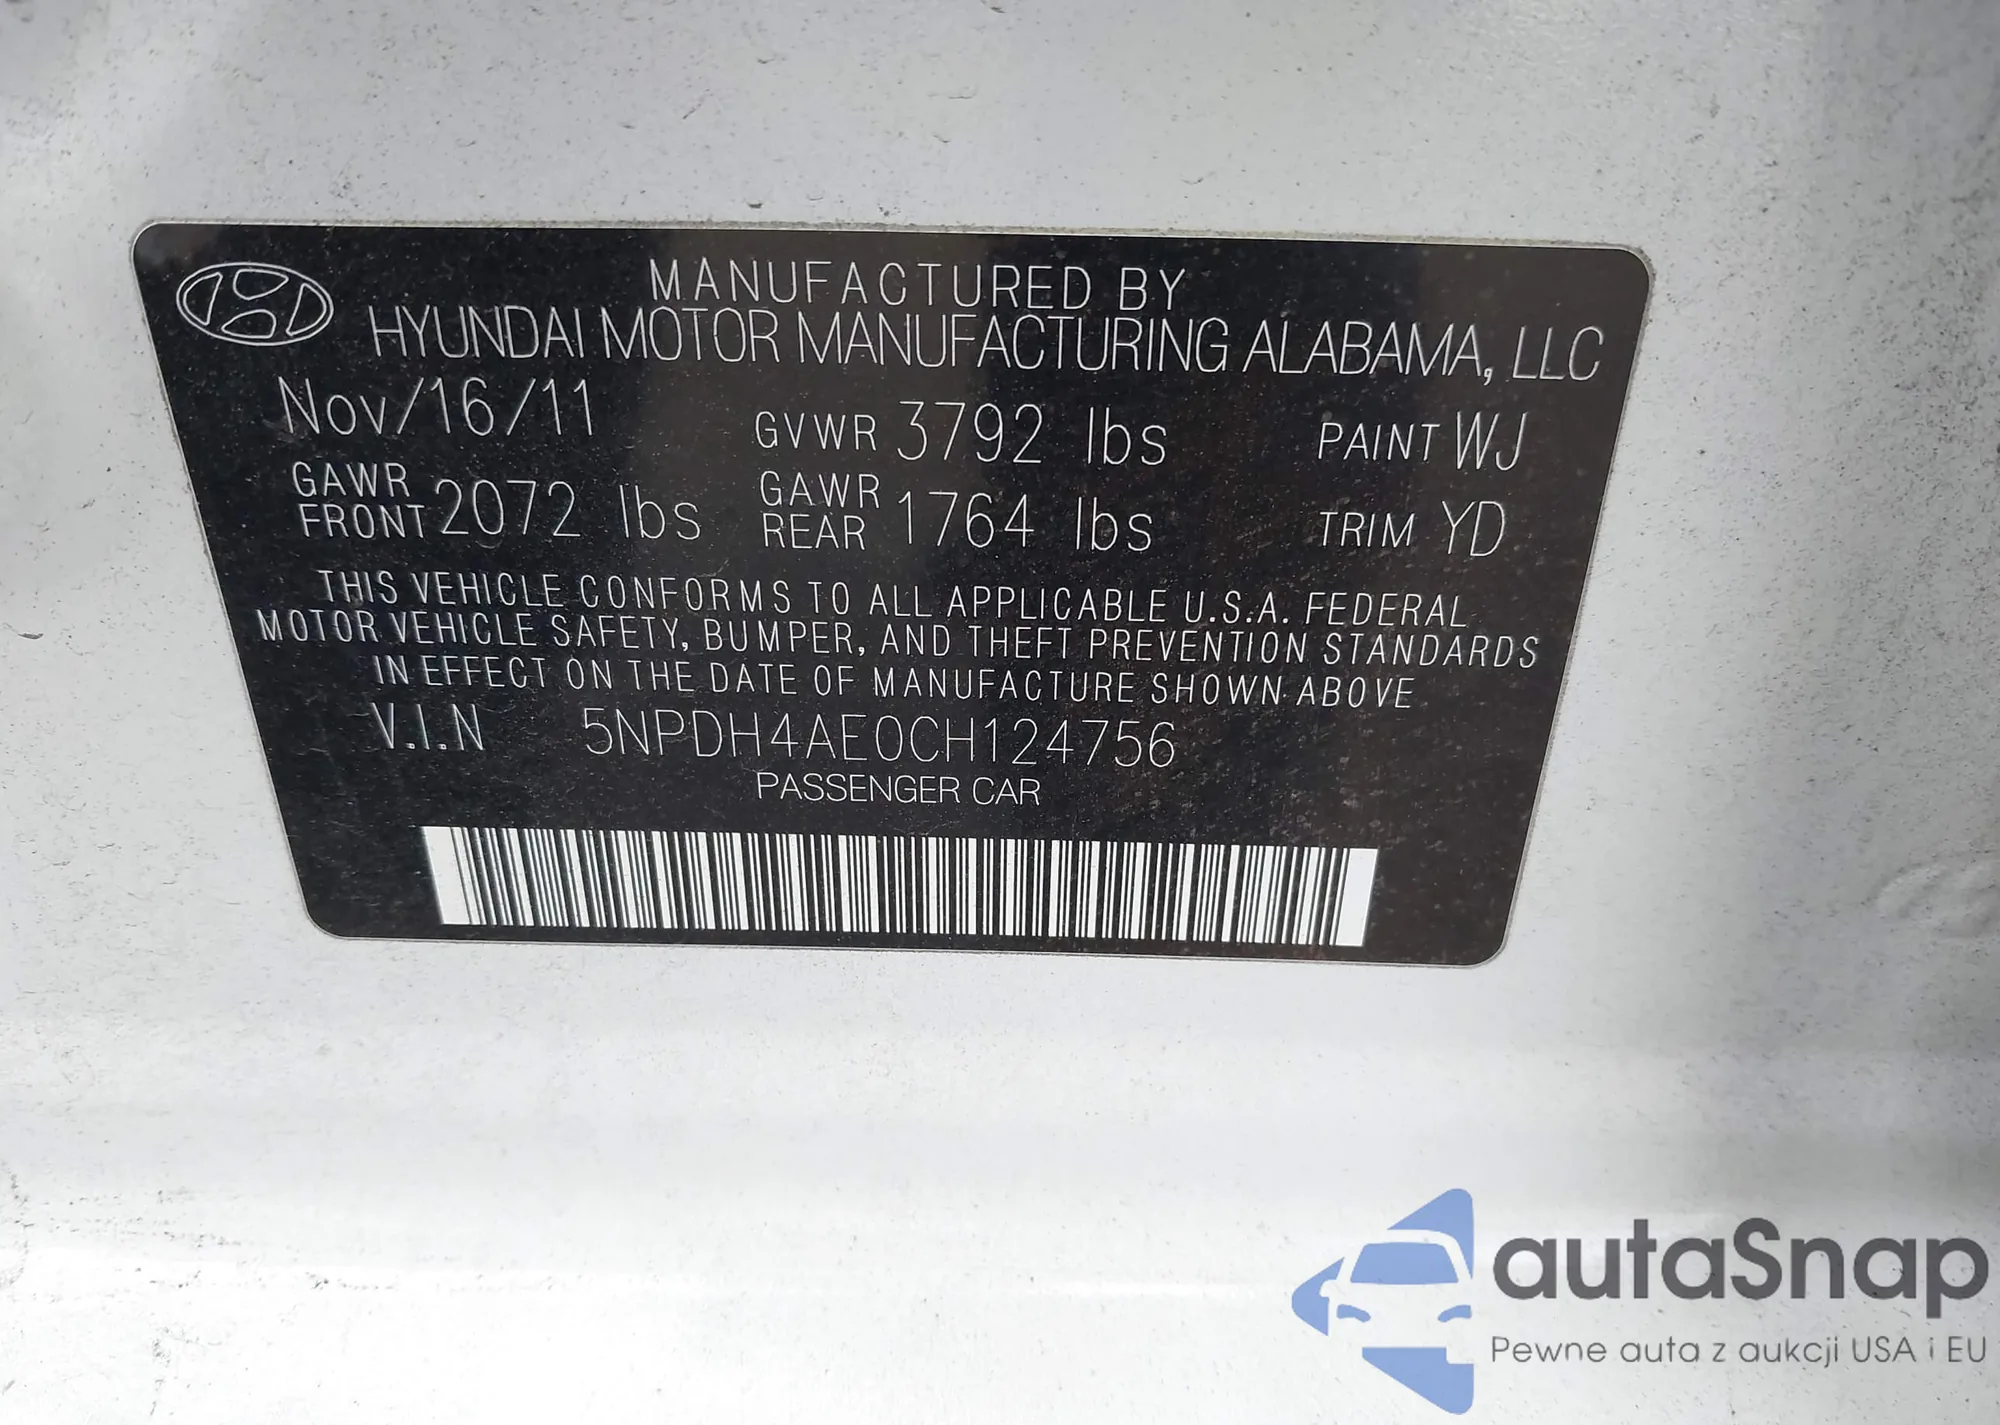 MANUFACTURED BY
HYUNDAI MOTOR MANUFACTURING ALABAMA, LLC
Nov/16/11 GVWR 3792 lbs PAINT WJ
GAWR FRONT 2072 lbs GAWR REAR 1764 lbs TRIM YD
THIS VEHICLE CONFORMS TO ALL APPLICABLE U.S.A. FEDERAL
MOTOR VEHICLE SAFETY, BUMPER, AND THEFT PREVENTION STANDARDS
IN EFFECT ON THE DATE OF MANUFACTURE SHOWN ABOVE
V.I.N 5NPDH4AE0CH124756
PASSENGER CAR
autaSnap
Pewne auta z aukcji USA i EU